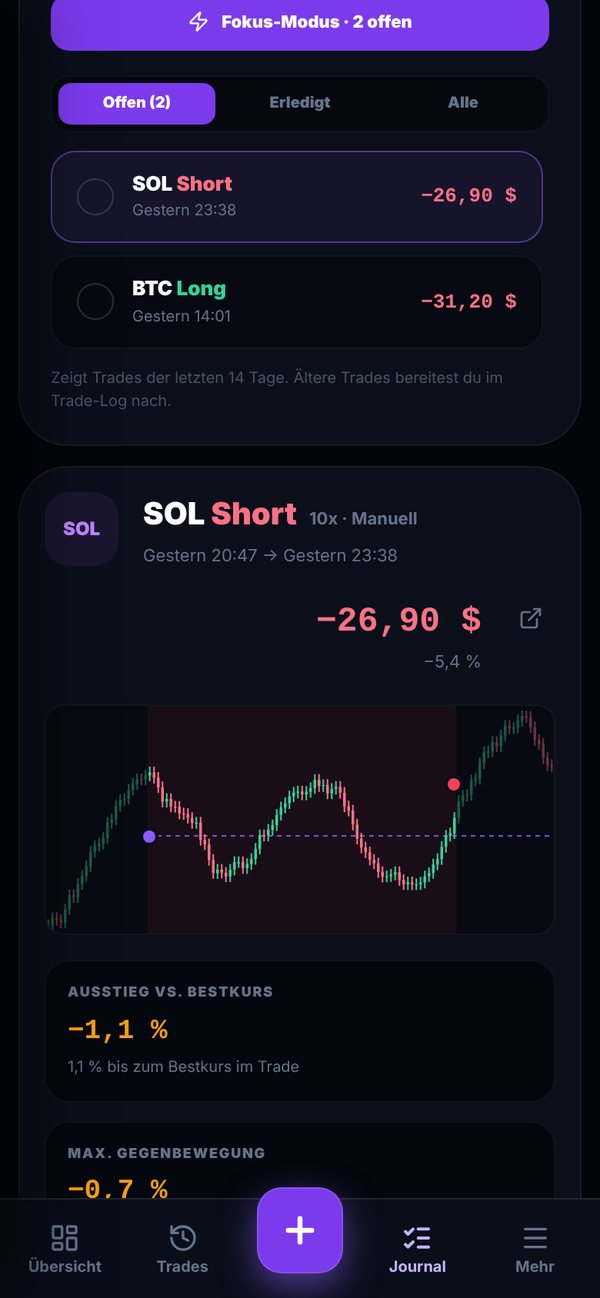 Fokus-Modus · 2 offen
Offen (2)
Erledigt
Alle
SOL Short
−26,90 $
Gestern 23:38
BTC Long
−31,20 $
Gestern 14:01
Zeigt Trades der letzten 14 Tage. Ältere Trades bereitest du im
Trade-Log nach.
SOL
SOL Short 10x · Manuell
Gestern 20:47 → Gestern 23:38
−26,90 $
−5,4 %
AUSSTIEG VS. BESTKURS
−1,1 %
1,1 % bis zum Bestkurs im Trade
MAX. GEGENBEWEGUNG
−0,7 %
Übersicht
Trades
Journal
Mehr